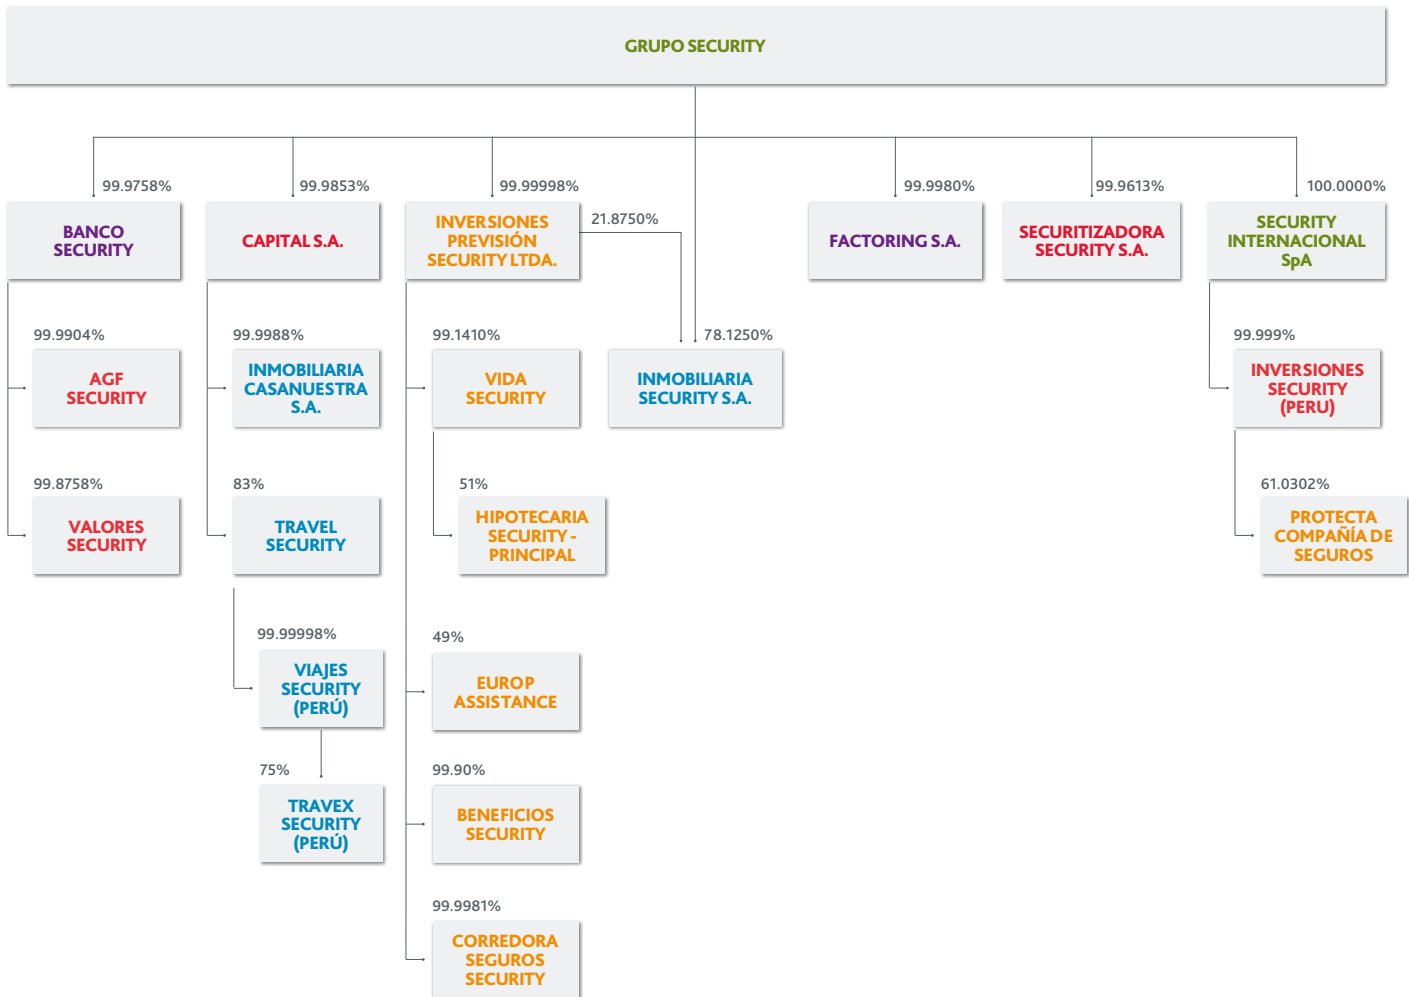 GRUPO SECURITY
99.9758%
99.9853%
99.99998%
99.9980%
99.9613%
100.0000%
BANCO
SECURITY
CAPITAL S.A.
INVERSIONES
PREVISIÓN
SECURITY LTDA.
21.8750%
FACTORING S.A.
SECURITIZADORA
SECURITY S.A.
SECURITY
INTERNACIONAL
SpA
99.9904%
99.9988%
99.1410%
78.1250%
99.999%
AGF
SECURITY
INMOBILIARIA
CASANUESTRA
S.A.
VIDA
SECURITY
INMOBILIARIA
SECURITY S.A.
INVERSIONES
SECURITY
(PERU)
99.8758%
83%
51%
61.0302%
VALORES
SECURITY
TRAVEL
SECURITY
HIPOTECARIA
SECURITY -
PRINCIPAL
PROTECTA
COMPAÑÍA DE
SEGUROS
99.99998%
49%
VIAJES
SECURITY
(PERÚ)
EUROP
ASSISTANCE
75%
99.90%
TRAVEX
SECURITY
(PERÚ)
BENEFICIOS
SECURITY
99.9981%
CORREDORA
SEGUROS
SECURITY